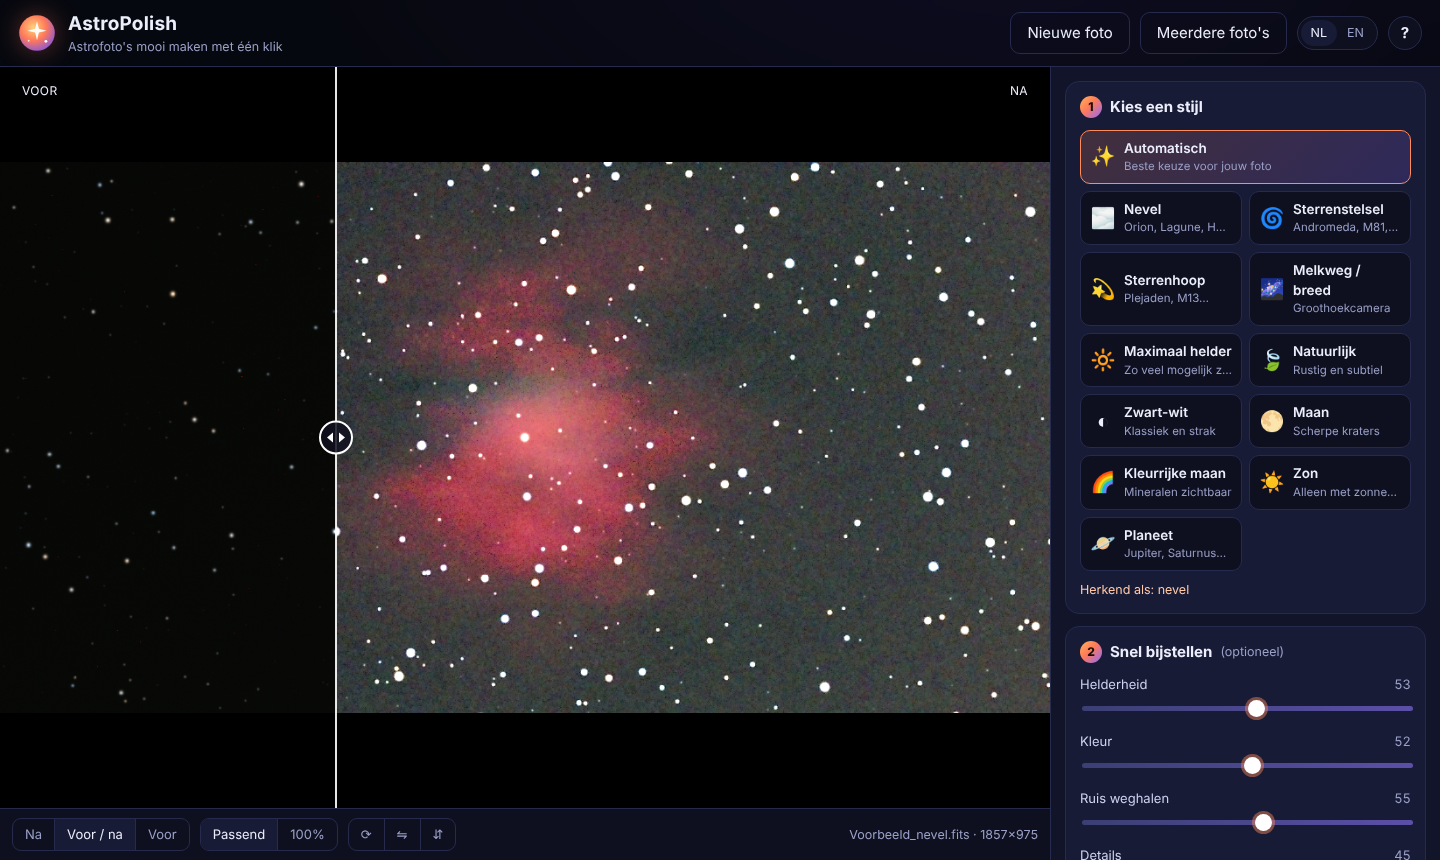 AstroPolish
Astrofoto's mooi maken met één klik
Nieuwe foto
Meerdere foto's
NL
EN
?
VOOR
NA
1 Kies een stijl
Automatisch
Beste keuze voor jouw foto
Nevel
Orion, Lagune, H...
Sterrenstelsel
Andromeda, M81,...
Sterrenhoop
Plejaden, M13...
Melkweg /
breed
Groothoekcamera
Maximaal helder
Zo veel mogelijk z...
Natuurlijk
Rustig en subtiel
Zwart-wit
Klassiek en strak
Maan
Scherpe kraters
Kleurrijke maan
Mineralen zichtbaar
Zon
Alleen met zonne...
Planeet
Jupiter, Saturnus...
Herkend als: nevel
2 Snel bijstellen (optioneel)
Helderheid 53
Kleur 52
Ruis weghalen 55
Details 45
Na
Voor / na
Voor
Passend
100%
Voorbeeld_nevel.fits · 1857×975